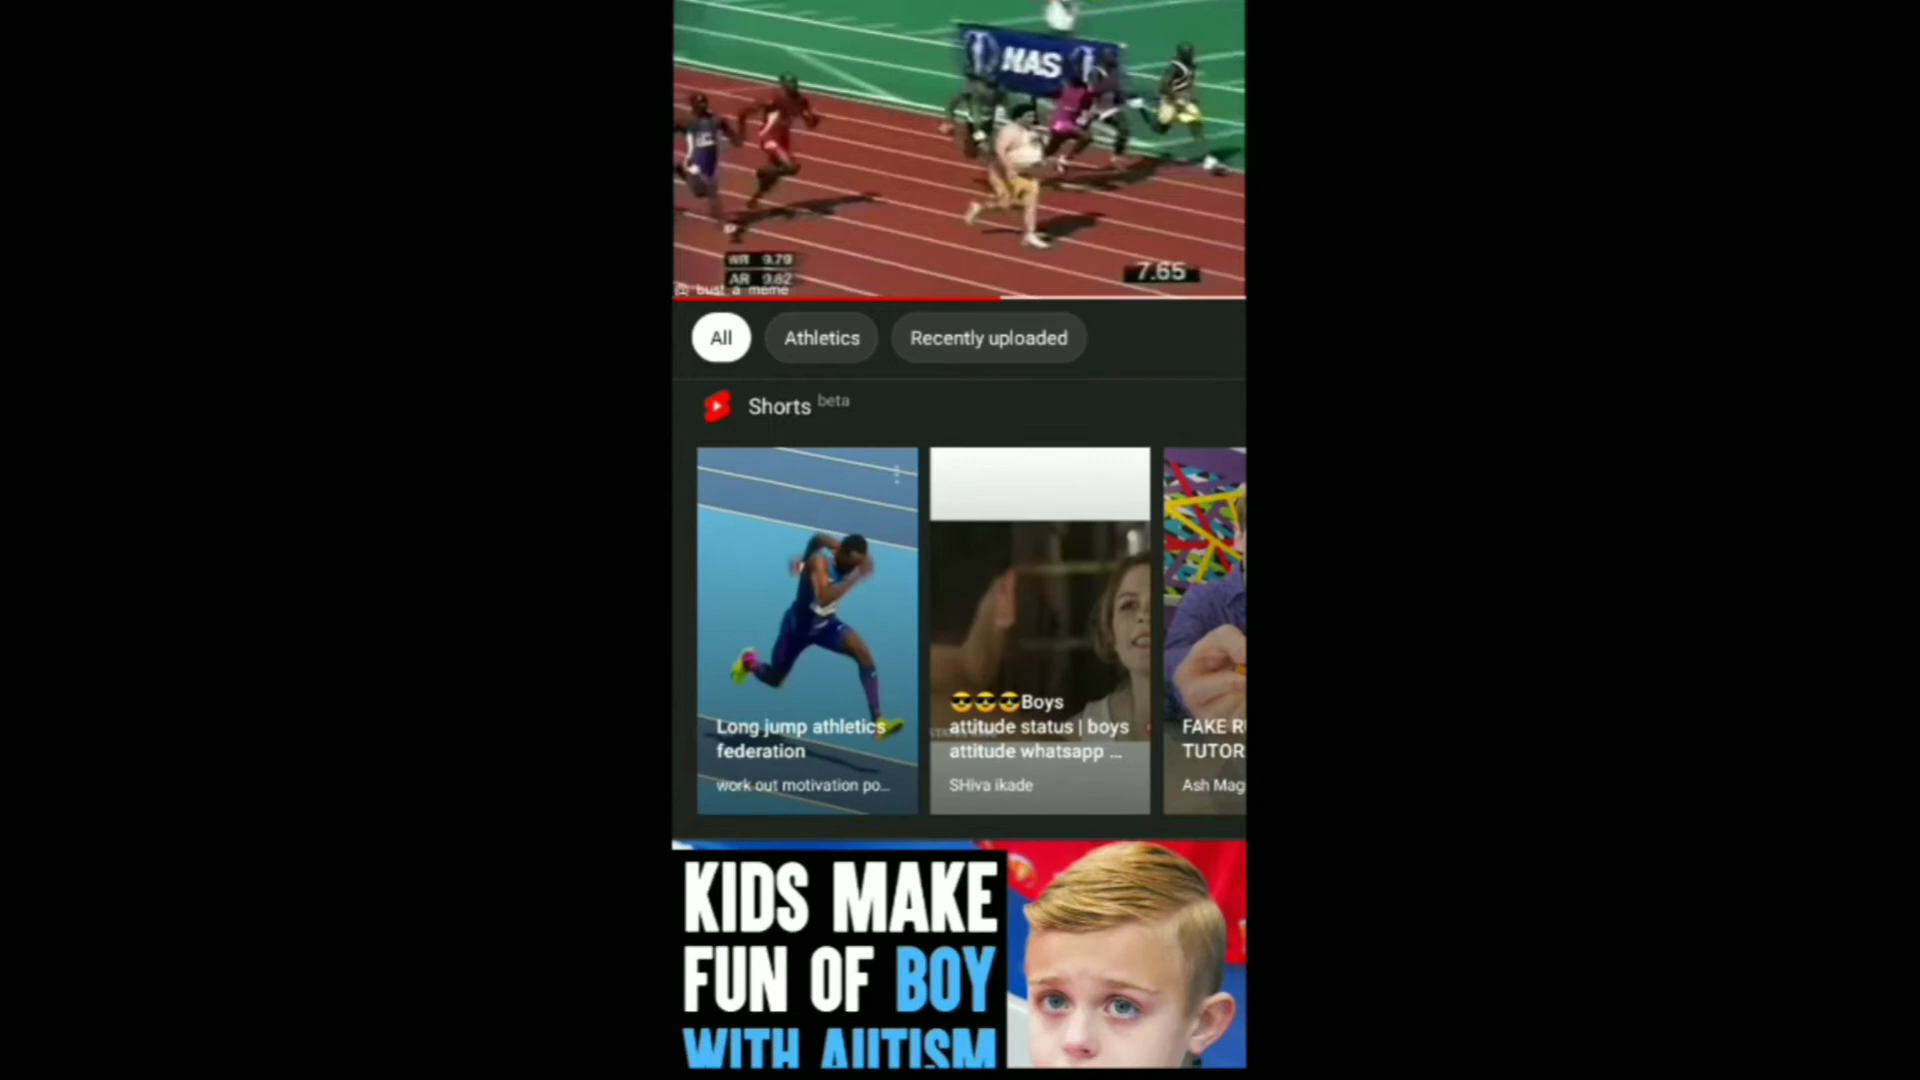 NAS
WR 9.79
AR 9.82
7.65
bust a meme
All
Athletics
Recently uploaded
Shorts beta
Long jump athletics
federation
work out motivation po...
😎😎😎Boys
attitude status | boys
attitude whatsapp ...
SHiva ikade
FAKE R
TUTOR
Ash Mag
KIDS MAKE
FUN OF BOY
WITH AUTISM